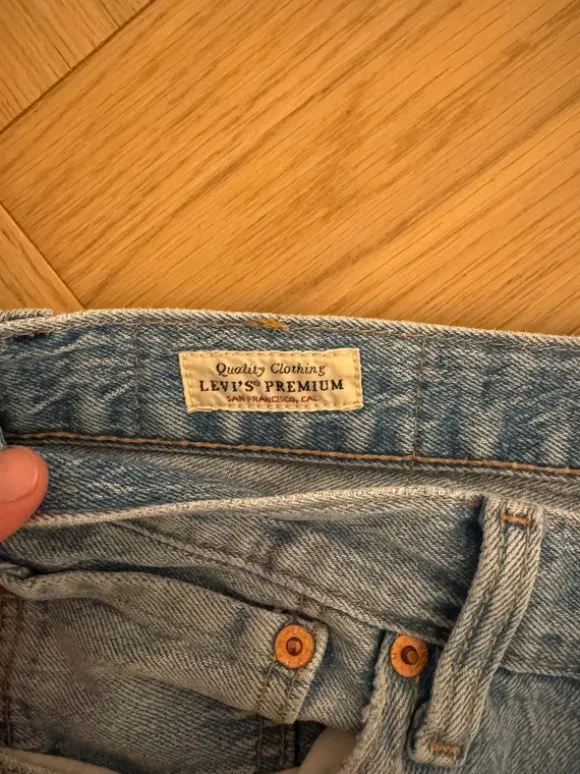 Quality Clothing
LEVI'S® PREMIUM
SAN FRANCISCO, CAL.